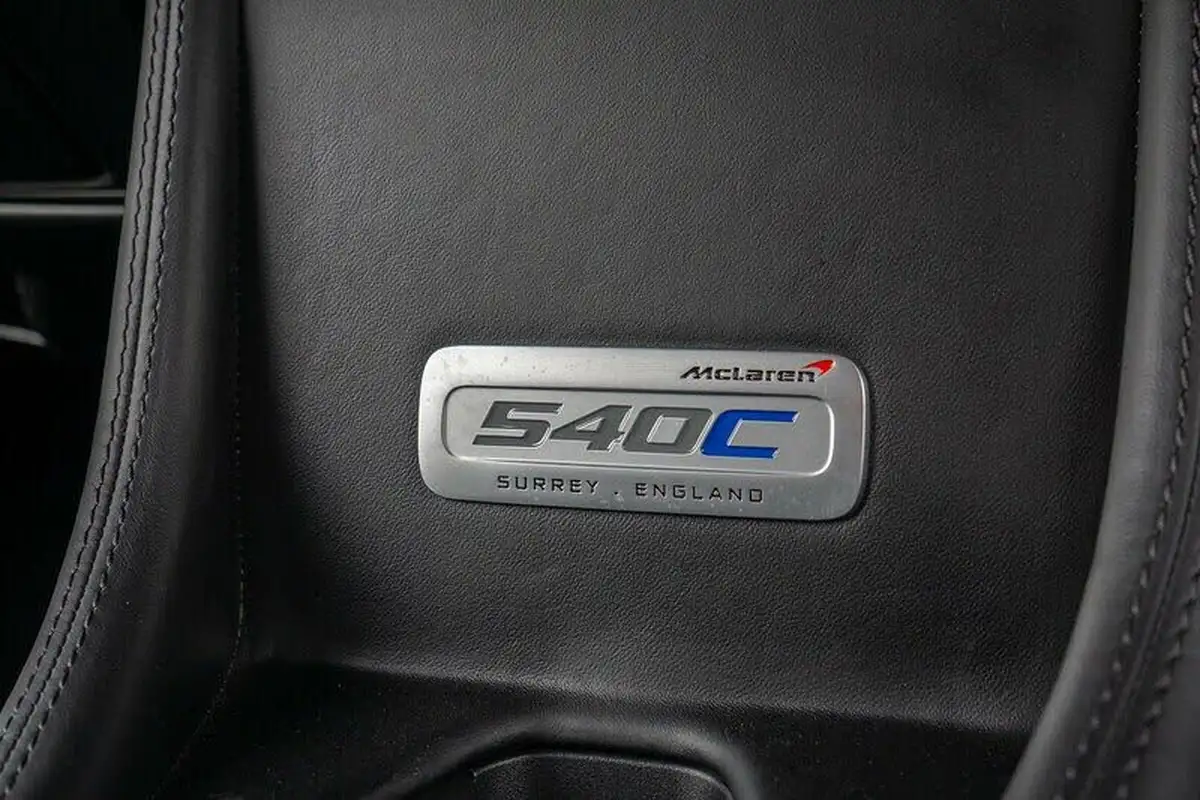 McLaren
540C
SURREY . ENGLAND